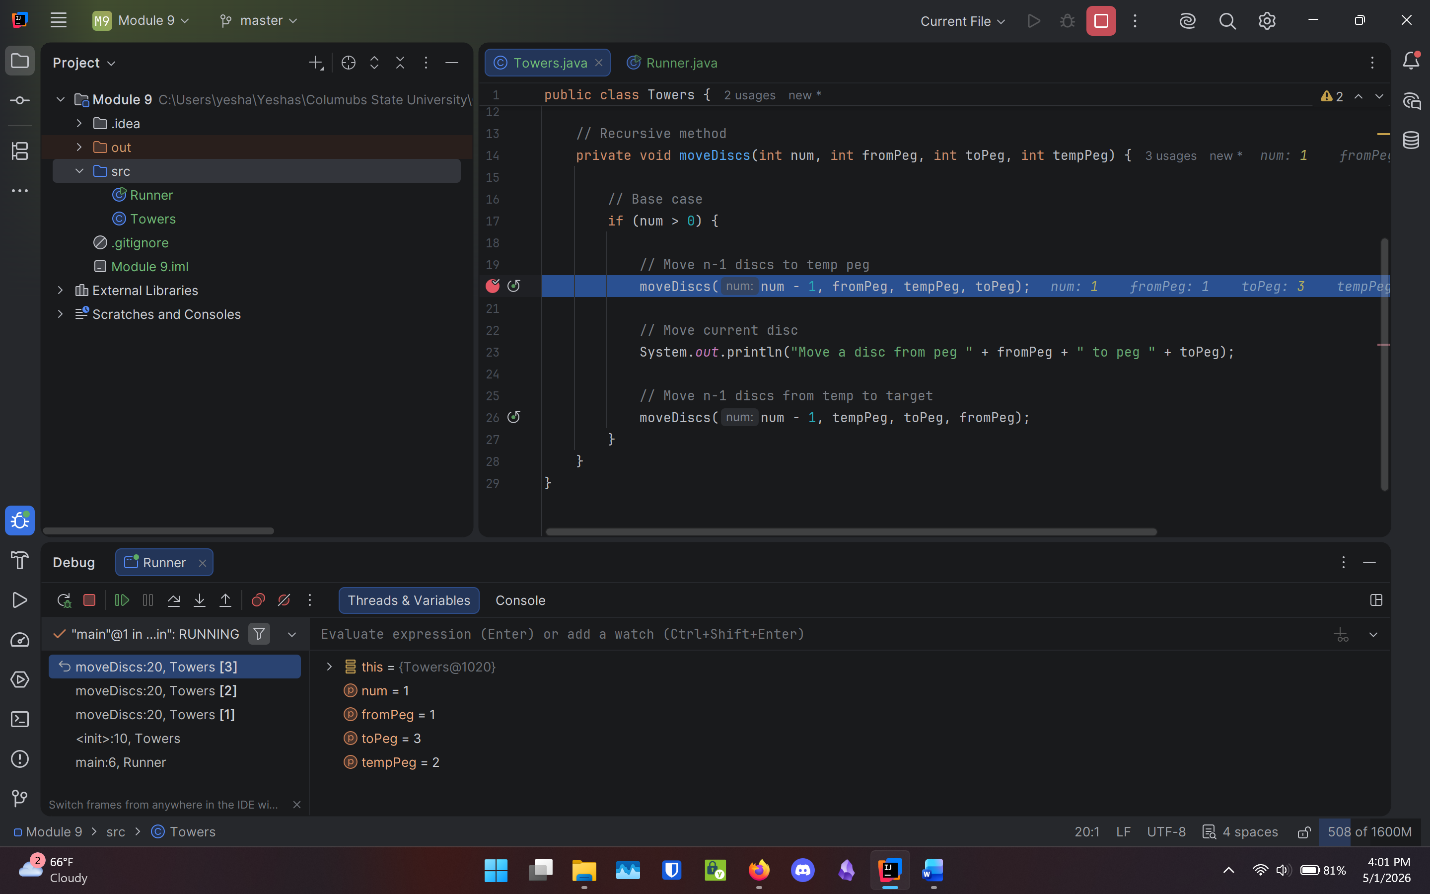 M9 Module 9
master
Current File
Project
Towers.java
Runner.java
Module 9 C:\Users\yesha\Yeshas\Columubs State University\
.idea
out
src
Runner
Towers
.gitignore
Module 9.iml
External Libraries
Scratches and Consoles
1 public class Towers { 2 usages new *
2
12
13 // Recursive method
14 private void moveDiscs(int num, int fromPeg, int toPeg, int tempPeg) { 3 usages new * num: 1 fromPeg
15
16 // Base case
17 if (num > 0) {
18
19 // Move n-1 discs to temp peg
moveDiscs( num: num - 1, fromPeg, tempPeg, toPeg); num: 1 fromPeg: 1 toPeg: 3 tempPeg
21
22 // Move current disc
23 System.out.println("Move a disc from peg " + fromPeg + " to peg " + toPeg);
24
25 // Move n-1 discs from temp to target
26 moveDiscs( num: num - 1, tempPeg, toPeg, fromPeg);
27 }
28 }
29 }
Debug
Runner
Threads & Variables
Console
"main"@1 in ...in": RUNNING
Evaluate expression (Enter) or add a watch (Ctrl+Shift+Enter)
moveDiscs:20, Towers [3]
moveDiscs:20, Towers [2]
moveDiscs:20, Towers [1]
<init>:10, Towers
main:6, Runner
Switch frames from anywhere in the IDE wi...
this = {Towers@1020}
num = 1
fromPeg = 1
toPeg = 3
tempPeg = 2
Module 9 > src > Towers
20:1 LF UTF-8 4 spaces 508 of 1600M
2
66°F
Cloudy
81%
4:01 PM
5/1/2026